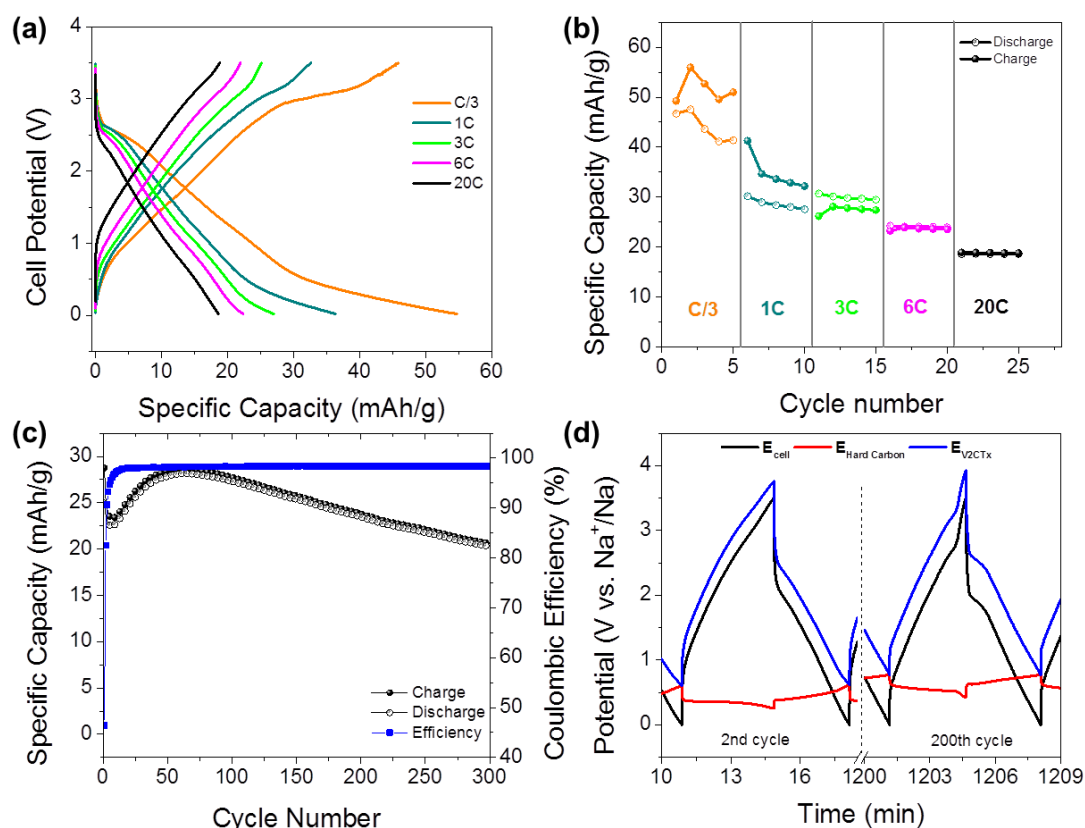 (a)
4
3
2
1
0
Cell Potential (V)
C/3
1C
3C
6C
20C
0 10 20 30 40 50 60
Specific Capacity (mAh/g)
(b)
60
50
40
30
20
10
0
Specific Capacity (mAh/g)
Discharge
Charge
C/3 1C 3C 6C 20C
0 5 10 15 20 25
Cycle number
(c)
30
25
20
15
10
5
0
Specific Capacity (mAh/g)
100
90
80
70
60
50
40
Coulombic Efficiency (%)
Charge
Discharge
Efficiency
0 50 100 150 200 250 300
Cycle Number
(d)
E cell E Hard Carbon E V2CTx
4
3
2
1
0
Potential (V vs. Na+/Na)
2nd cycle 200th cycle
10 13 16 1200 1203 1206 1209
Time (min)